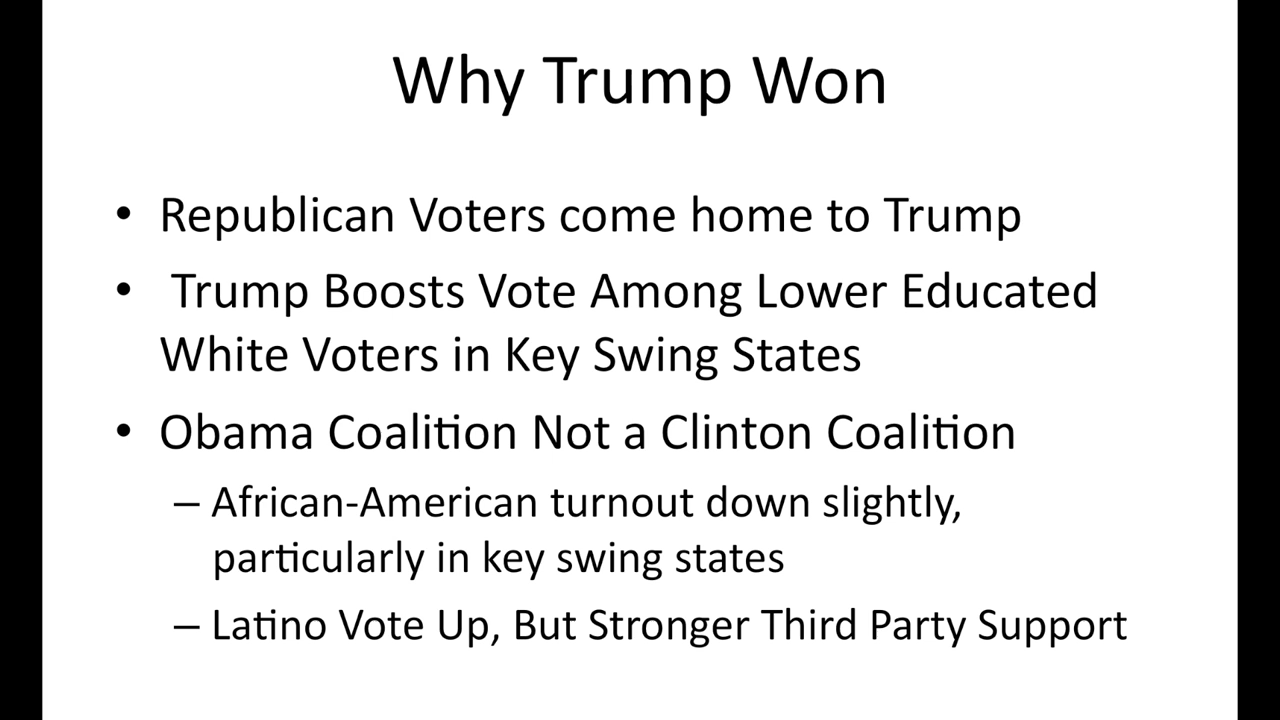 Why Trump Won
• Republican Voters come home to Trump
• Trump Boosts Vote Among Lower Educated
White Voters in Key Swing States
• Obama Coalition Not a Clinton Coalition
– African-American turnout down slightly,
particularly in key swing states
– Latino Vote Up, But Stronger Third Party Support